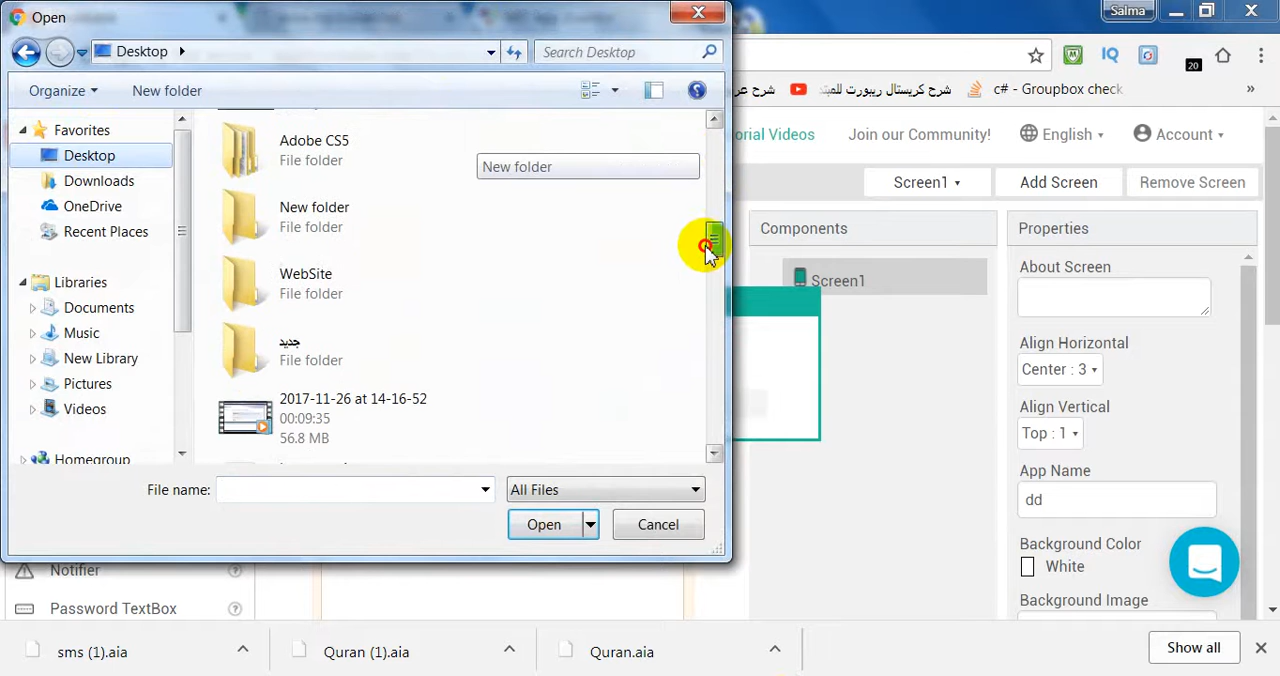 Open
Salma
Desktop
Search Desktop
20
Organize
New folder
شرح كريستال ريبورت للمبتد
c# - Groupbox check
»
Favorites
Desktop
Downloads
OneDrive
Recent Places
Libraries
Documents
Music
New Library
Pictures
Videos
Homegroup
Adobe CS5
File folder
New folder
New folder
File folder
WebSite
File folder
جديد
File folder
2017-11-26 at 14-16-52
00:09:35
56.8 MB
File name:
All Files
Open
Cancel
orial Videos
Join our Community!
English
Account
Screen1
Add Screen
Remove Screen
Components
Properties
Screen1
About Screen
Align Horizontal
Center : 3
Align Vertical
Top : 1
App Name
dd
Background Color
White
Background Image
Notifier
Password TextBox
sms (1).aia
Quran (1).aia
Quran.aia
Show all